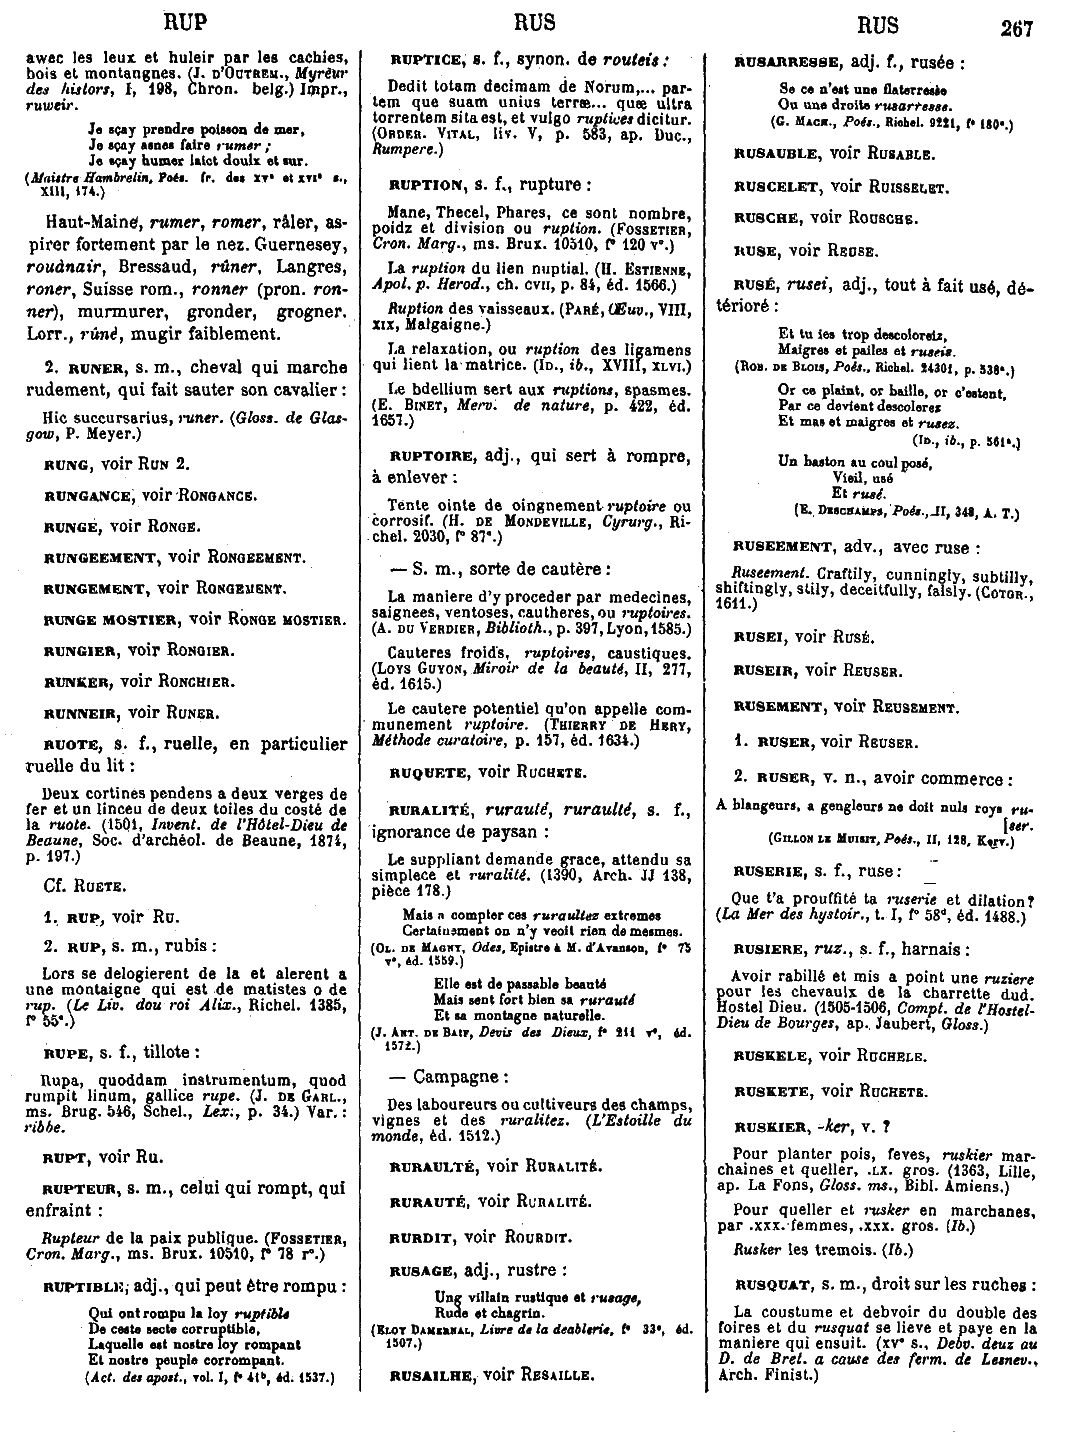 RUP
RUS
RUS
267
awec les leux et huleir par les cachies,
bois et montangnes. (J. D'OUTREM., Myreur
des histors, I, 198, Chron. belg.) Impr.,
ruweir.
Je sçay prendre poisson de mer,
Je sçay asnes faire rumer ;
Je sçay humer laict doulx et sur.
(Maistre Hambrelin, Poés. fr. des XVe et XVIe s.,
XIII, 174.)
Haut-Maine, rumer, romer, râler, as-
pirer fortement par le nez. Guernesey,
roudnair, Bressaud, rûner, Langres,
roner, Suisse rom., ronner (pron. ron-
ner), murmurer, gronder, grogner.
Lorr., rûné, mugir faiblement.
2. RUNER, s. m., cheval qui marche
rudement, qui fait sauter son cavalier :
Hic succursarius, runer. (Gloss. de Glas-
gow, P. Meyer.)
RUNG, voir RUN 2.
RUNGANCE, voir RONGANCE.
RUNGE, voir RONGE.
RUNGEEMENT, voir RONGEEMENT.
RUNGEMENT, voir RONGEMENT.
RUNGE MOSTIER, voir RONGE MOSTIER.
RUNGIER, voir RONGIER.
RUNKER, voir RONCHIER.
RUNNEIR, voir RUNER.
RUOTE, s. f., ruelle, en particulier
ruelle du lit :
Deux cortines pendens a deux verges de
fer et un linceu de deux toiles du costé de
la ruote. (1501, Invent. de l'Hôtel-Dieu de
Beaune, Soc. d'archéol. de Beaune, 1874,
p. 197.)
Cf. RUETE.
1. RUP, voir RU.
2. RUP, s. m., rubis :
Lors se delogierent de la et alerent a
une montaigne qui est de matistes o de
rup. (Le Liv. dou roi Alix., Richel. 1385,
f° 55c.)
RUPE, s. f., tillote :
Rupa, quoddam instrumentum, quod
rumpit linum, gallice rupe. (J. DE GARL.,
ms. Brug. 546, Schel., Lex., p. 34.) Var. :
ribbe.
RUPT, voir RU.
RUPTEUR, s. m., celui qui rompt, qui
enfraint :
Rupteur de la paix publique. (FOSSETIER,
Cron. Marg., ms. Brux. 10510, f° 78 r°.)
RUPTIBLE, adj., qui peut être rompu :
Qui ont rompu la loy ruptible
De ceste secte corruptible,
Laquelle est nostre loy rompant
Et nostre peuple corrompant.
(Act. des apost., vol. I, f° 41b, éd. 1537.)
RUPTICE, s. f., synon. de routeis :
Dedit totam decimam de Norum,... par-
tem que suam unius terræ... quæ ultra
torrentem sita est, et vulgo ruptices dicitur.
(ORDER. VITAL, liv. V, p. 583, ap. Duc.,
Rumpere.)
RUPTION, s. f., rupture :
Mane, Thecel, Phares, ce sont nombre,
poidz et division ou ruption. (FOSSETIER,
Cron. Marg., ms. Brux. 10510, f° 120 v°.)
La ruption du lien nuptial. (H. ESTIENNE,
Apol. p. Herod., ch. CVII, p. 84, éd. 1566.)
Ruption des vaisseaux. (PARÉ, Œuv., VIII,
XIX, Malgaigne.)
La relaxation, ou ruption des ligamens
qui lient la matrice. (ID., ib., XVIII, XLVI.)
Le bdellium sert aux ruptions, spasmes.
(E. BINET, Merv. de nature, p. 422, éd.
1657.)
RUPTOIRE, adj., qui sert à rompre,
à enlever :
Tente ointe de oingnement ruptoire ou
corrosif. (H. DE MONDEVILLE, Cyrurg., Ri-
chel. 2030, f° 87a.)
— S. m., sorte de cautère :
La maniere d'y proceder par medecines,
saignees, ventoses, cautheres, ou ruptoires.
(A. DU VERDIER, Biblioth., p. 397, Lyon, 1585.)
Cauteres froids, ruptoires, caustiques.
(LOYS GUYON, Miroir de la beauté, II, 277,
éd. 1615.)
Le cautere potentiel qu'on appelle com-
munement ruptoire. (THIERRY DE HERY,
Méthode curatoire, p. 157, éd. 1634.)
RUQUETE, voir RUCHETE.
RURALITÉ, rurauté, ruraulté, s. f.,
ignorance de paysan :
Le suppliant demande grace, attendu sa
simplece et ruralité. (1390, Arch. JJ 138,
pièce 178.)
Mais a compter ces ruraultez extremes
Certainement on n'y veoit rien de mesmes.
(OL. DE MAGNY, Odes, Epistre à M. d'Avanson, f° 75
v°, éd. 1559.)
Elle est de passable beauté
Mais sent fort bien sa rurauté
Et sa montagne naturelle.
(J. ANT. DE BAIF, Devis des Dieux, f° 211 v°, éd.
1572.)
— Campagne :
Des laboureurs ou cultiveurs des champs,
vignes et des ruralitez. (L'Estoille du
monde, éd. 1512.)
RURAULTÉ, voir RURALITÉ.
RURAUTÉ, voir RURALITÉ.
RURDIT, voir ROURDIT.
RUSAGE, adj., rustre :
Ung villain rustique et rusage,
Rude et chagrin.
(ELOY DAMERNAL, Livre de la deablerie, f° 33a, éd.
1507.)
RUSAILHE, voir RESAILLE.
RUSARRESSE, adj. f., rusée :
Se ce n'est une flateresse
Ou une droite rusarresse.
(G. MACH., Poés., Richel. 9221, f° 180a.)
RUSAUBLE, voir RUSABLE.
RUSCELET, voir RUISSELET.
RUSCHE, voir ROUSCHE.
RUSE, voir REUSE.
RUSÉ, rusei, adj., tout à fait usé, dé-
térioré :
Et tu ies trop descoloreiz,
Maigres et palles et ruseis.
(ROB. DE BLOIS, Poés., Richel. 24301, p. 538a.)
Or ce plaint, or baille, or c'estent,
Par ce devient descolorez
Et mas et maigres et rusez.
(ID., ib., p. 561a.)
Un baston au coul posé,
Vieil, usé
Et rusé.
(E. DESCHAMPS, Poés., II, 348, A. T.)
RUSEEMENT, adv., avec ruse :
Ruseement. Craftily, cunningly, subtilly,
shiftingly, slily, deceitfully, falsly. (COTGR.,
1611.)
RUSEI, voir RUSÉ.
RUSEIR, voir REUSER.
RUSEMENT, voir REUSEMENT.
1. RUSER, voir REUSER.
2. RUSER, v. n., avoir commerce :
A blangeurs, a gengleurs ne doit nuls roys ru-
[ser.
(GILLON LE MUISIT, Poés., II, 128, Kerv.)
RUSERIE, s. f., ruse :
Que t'a prouffité ta ruserie et dilation?
(La Mer des hystoir., t. I, f° 58d, éd. 1488.)
RUSIERE, ruz., s. f., harnais :
Avoir rabillé et mis a point une ruziere
pour les chevaulx de la charrette dud.
Hostel Dieu. (1505-1506, Compt. de l'Hostel-
Dieu de Bourges, ap. Jaubert, Gloss.)
RUSKELE, voir RUCHELE.
RUSKETE, voir RUCHETE.
RUSKIER, -ker, v. ?
Pour planter pois, feves, ruskier mar-
chaines et queller, .LX. gros. (1363, Lille,
ap. La Fons, Gloss. ms., Bibl. Amiens.)
Pour queller et rusker en marchanes,
par .XXX. femmes, .XXX. gros. (Ib.)
Rusker les tremois. (Ib.)
RUSQUAT, s. m., droit sur les ruches :
La coustume et debvoir du double des
foires et du rusquat se lieve et paye en la
maniere qui ensuit. (XVe s., Debv. deuz au
D. de Bret. a cause des ferm. de Lesnev.,
Arch. Finist.)